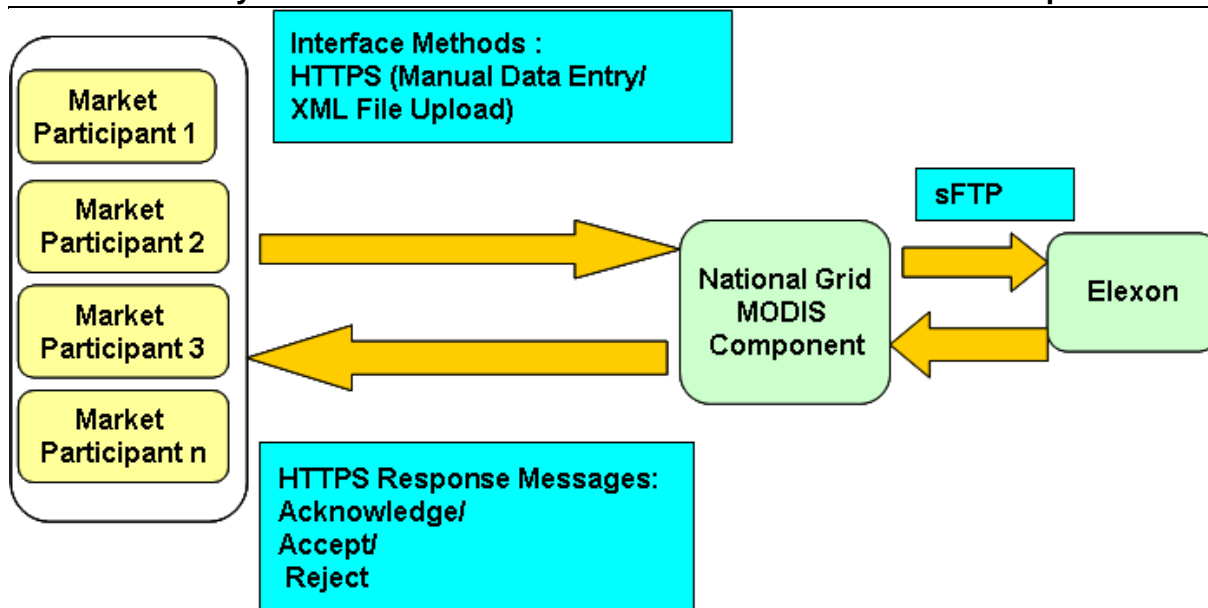 Interface Methods :
HTTPS (Manual Data Entry/
XML File Upload)
Market
Participant 1
Market
Participant 2
Market
Participant 3
Market
Participant n
sFTP
National Grid
MODIS
Component
Elexon
HTTPS Response Messages:
Acknowledge/
Accept/
Reject